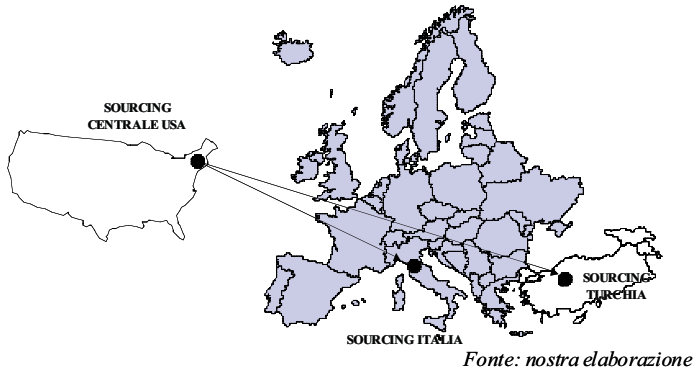 SOURCING
CENTRALE USA
SOURCING
TURCHIA
SOURCING ITALIA
Fonte: nostra elaborazione